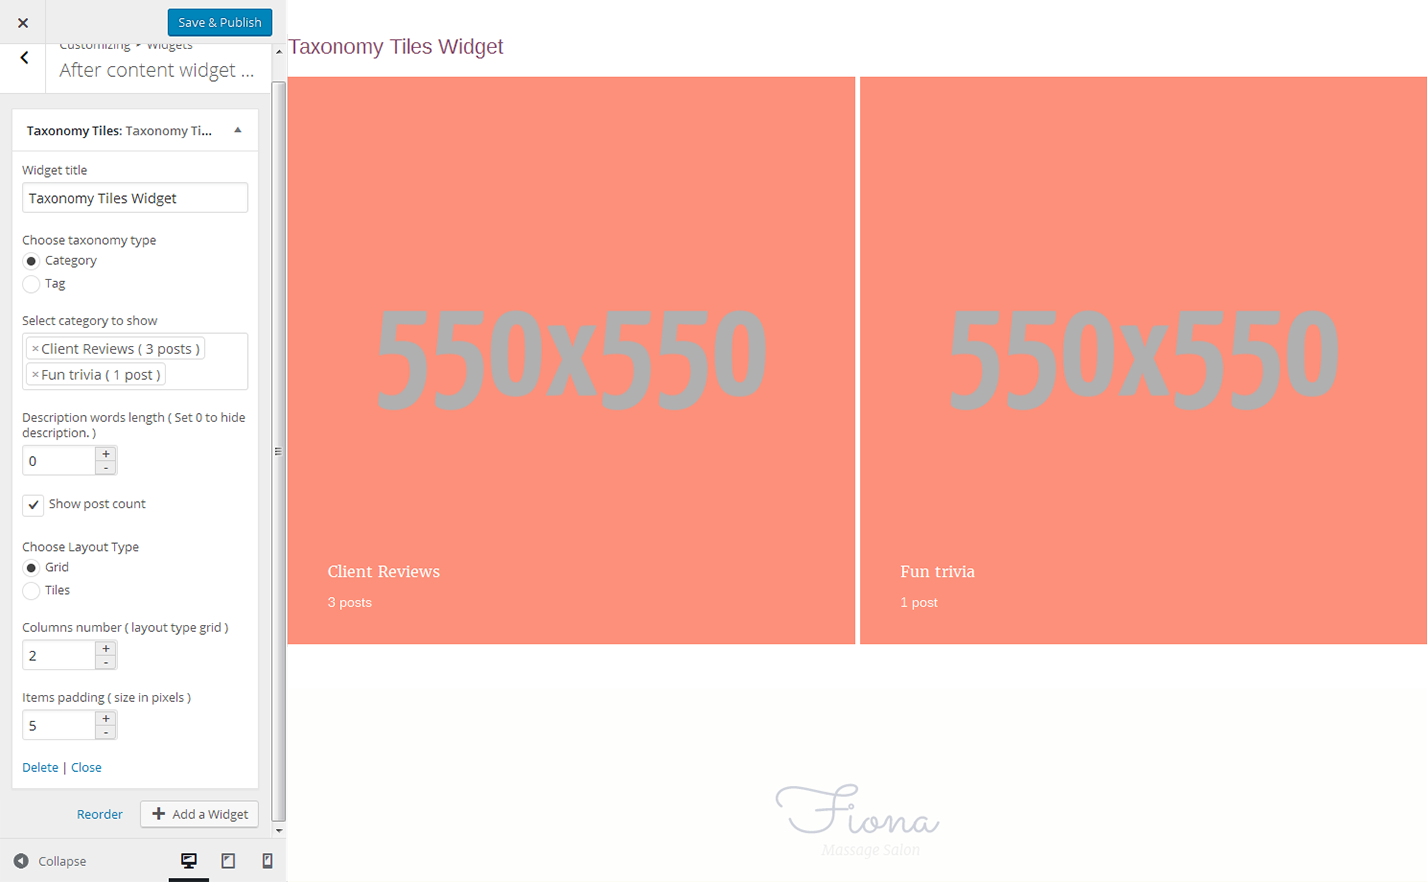 Save & Publish
Customizing ▸ Widgets
After content widget ...
Taxonomy Tiles: Taxonomy Ti...
Widget title
Taxonomy Tiles Widget
Choose taxonomy type
Category
Tag
Select category to show
×Client Reviews ( 3 posts )
×Fun trivia ( 1 post )
Description words length ( Set 0 to hide
description. )
0
+
-
Show post count
Choose Layout Type
Grid
Tiles
Columns number ( layout type grid )
2
+
-
Items padding ( size in pixels )
5
+
-
Delete | Close
Reorder
Add a Widget
Collapse
Taxonomy Tiles Widget
550x550
Client Reviews
3 posts
550x550
Fun trivia
1 post
Fiona
Massage Salon